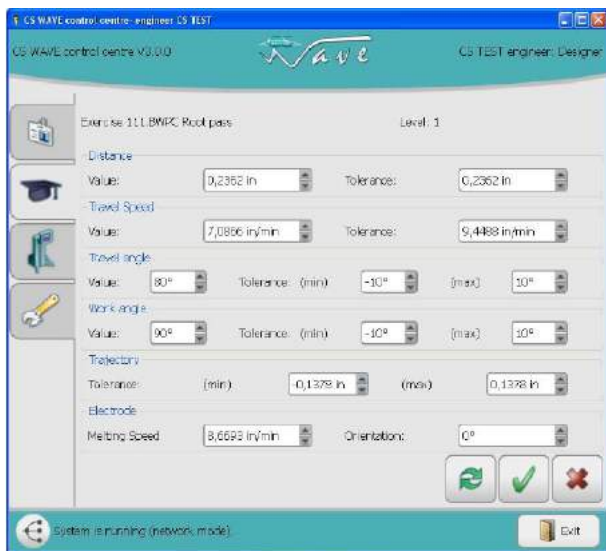 CS WAVE control centre- engineer CS TEST
CS WAVE control centre V3.0.0
Wave
CS TEST engineer: Designer
Exercise 111.BWPC Root pass Level: 1
Distance
Value: 0,2362 in Tolerance: 0,2362 in
Travel Speed
Value: 7,0866 in/min Tolerance: 9,4488 in/min
Travel angle
Value: 80° Tolerance: (min) -10° (max) 10°
Work angle
Value: 90° Tolerance: (min) -10° (max) 10°
Trajectory
Tolerance: (min) -0,1378 in (max) 0,1378 in
Electrode
Melting Speed 8,6693 in/min Orientation: 0°
System is running (network mode).
Exit